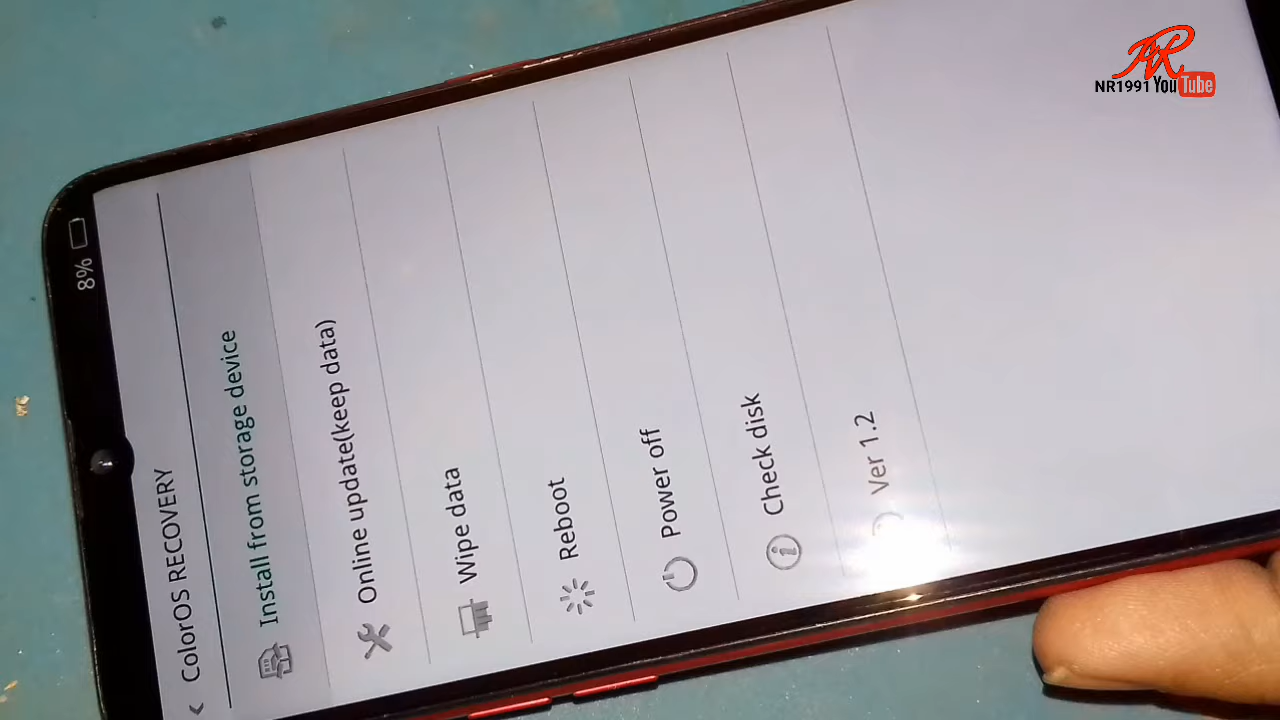 8%
ColorOS RECOVERY
Install from storage device
Online update(keep data)
Wipe data
Reboot
Power off
Check disk
Ver 1.2
NR
NR1991 YouTube